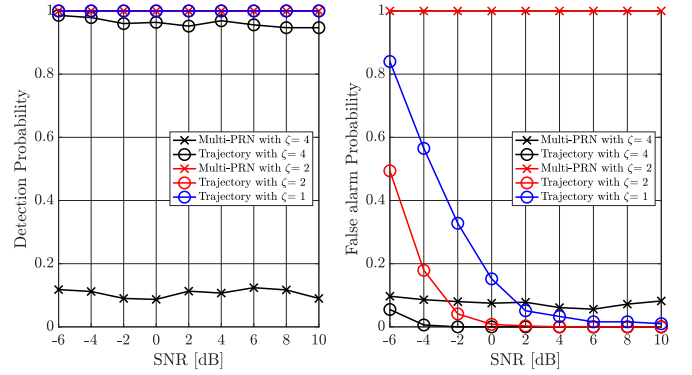 1
0.8
0.6
0.4
0.2
0
Detection Probability
Multi-PRN with ζ= 4
Trajectory with ζ= 4
Multi-PRN with ζ= 2
Trajectory with ζ= 2
Trajectory with ζ= 1
-6 -4 -2 0 2 4 6 8 10
SNR [dB]
1
0.8
0.6
0.4
0.2
0
False alarm Probability
Multi-PRN with ζ= 4
Trajectory with ζ= 4
Multi-PRN with ζ= 2
Trajectory with ζ= 2
Trajectory with ζ= 1
-6 -4 -2 0 2 4 6 8 10
SNR [dB]